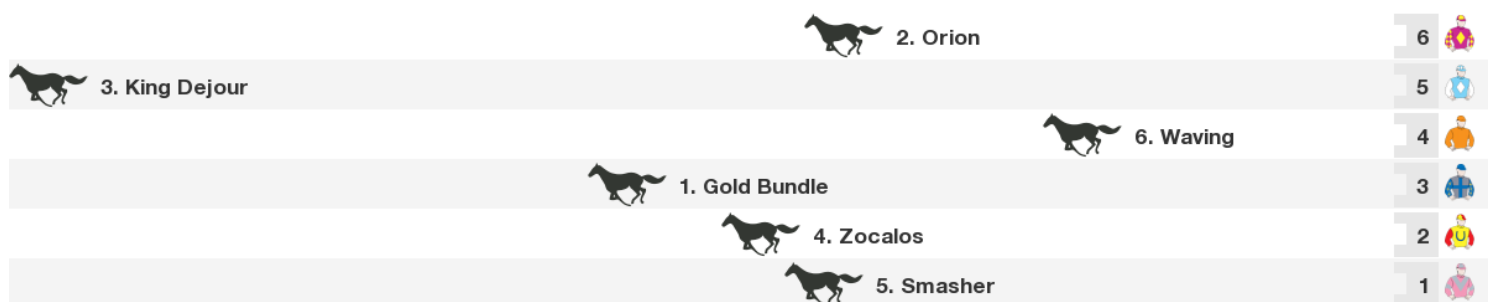 2. Orion 6
3. King Dejour 5
6. Waving 4
1. Gold Bundle 3
4. Zocalos 2
5. Smasher 1